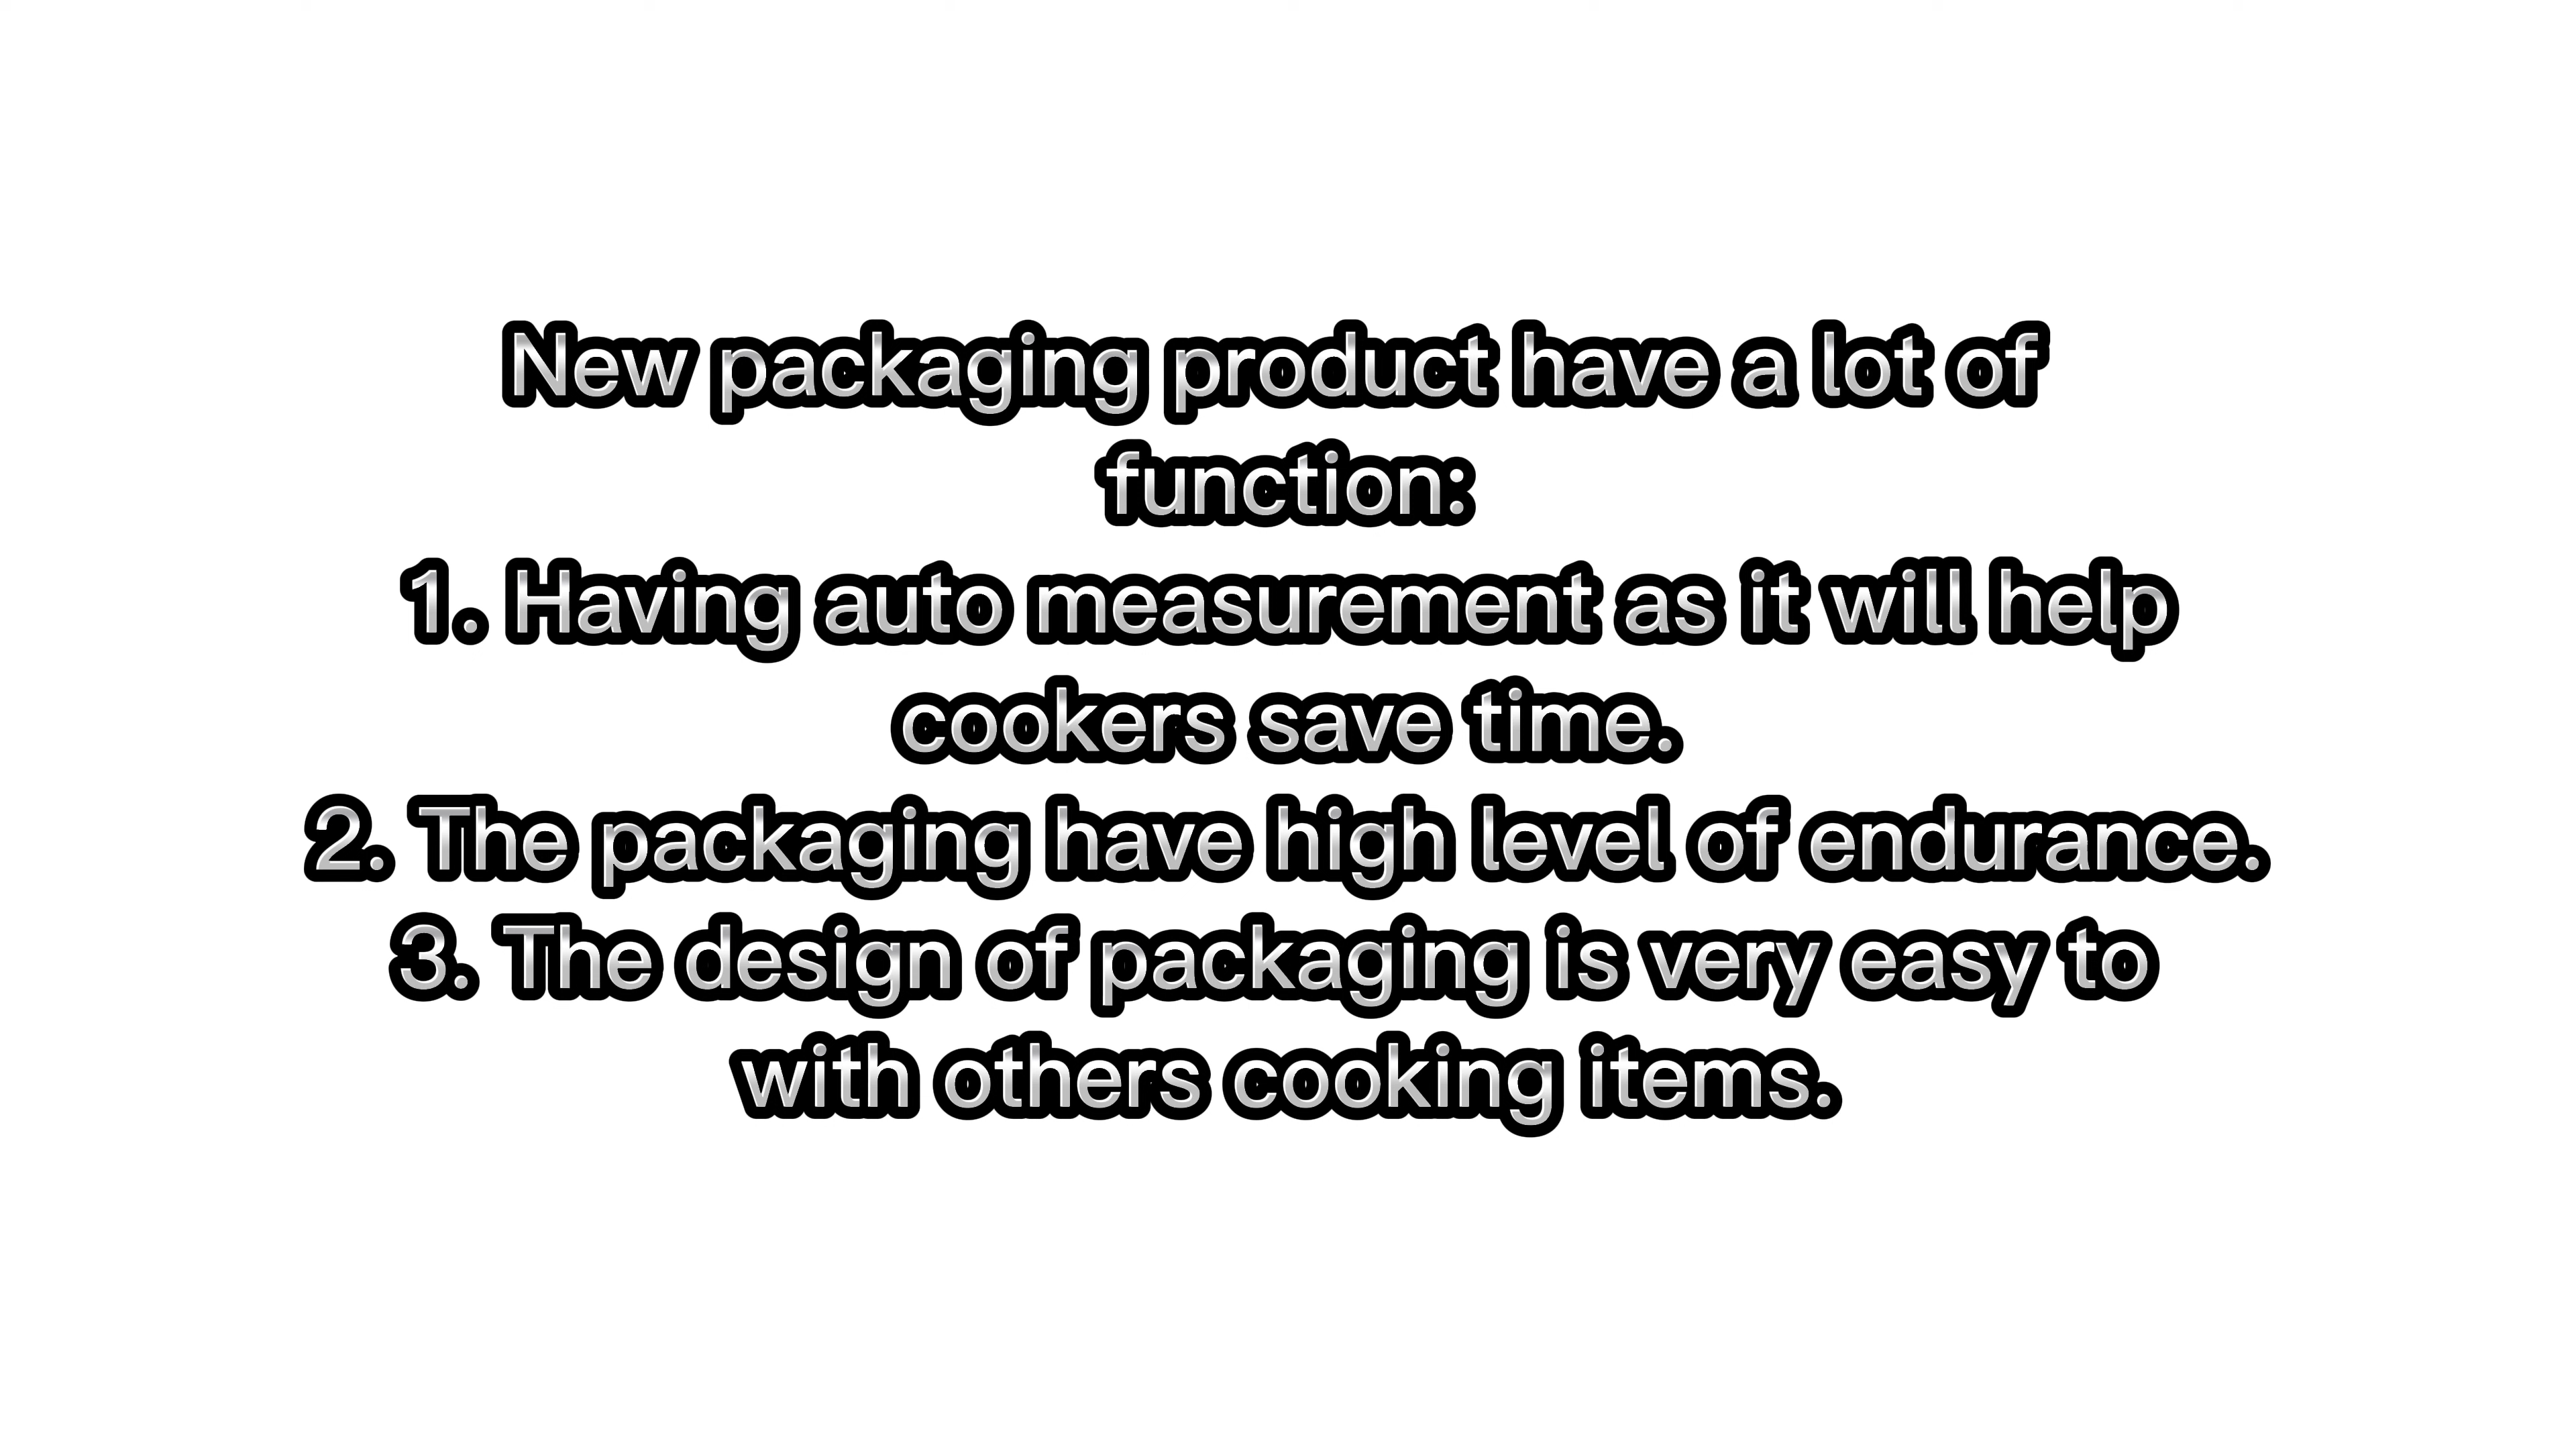 New packaging product have a lot of
function:
1. Having auto measurement as it will help
cookers save time.
2. The packaging have high level of endurance.
3. The design of packaging is very easy to
with others cooking items.